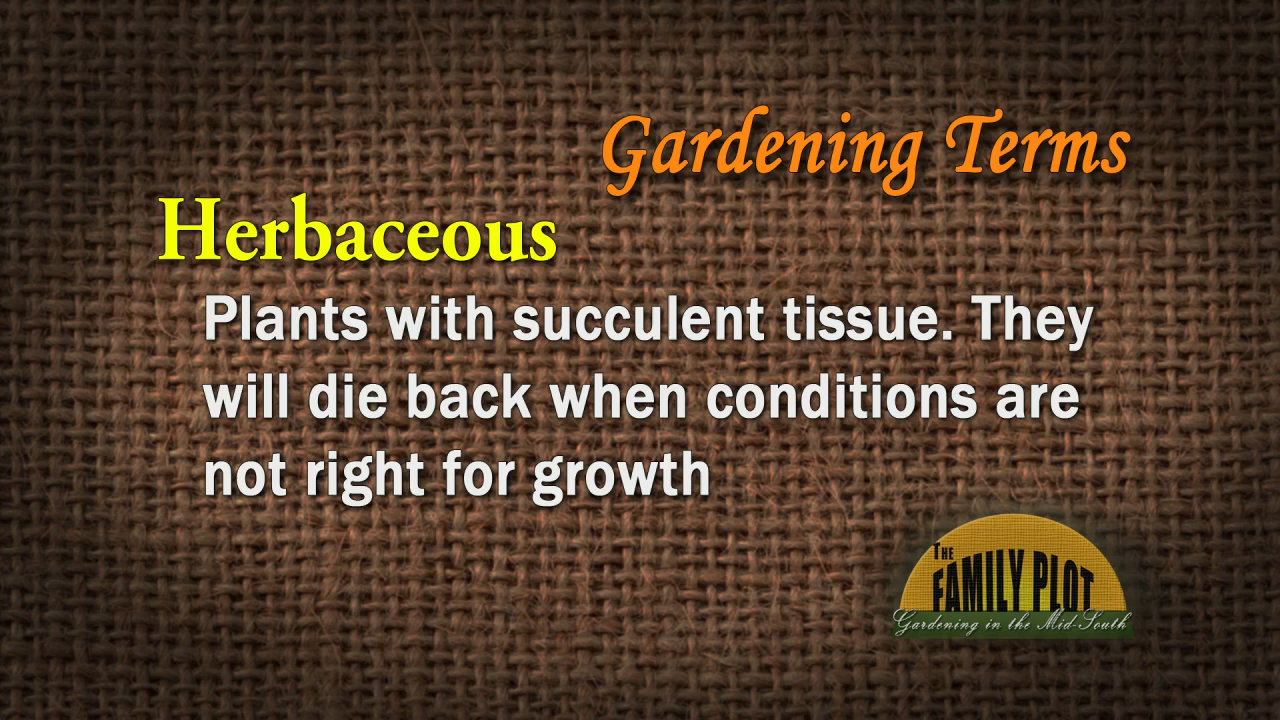 Gardening Terms
Herbaceous
Plants with succulent tissue. They
will die back when conditions are
not right for growth
THE
FAMILY PLOT
Gardening in the Mid-South